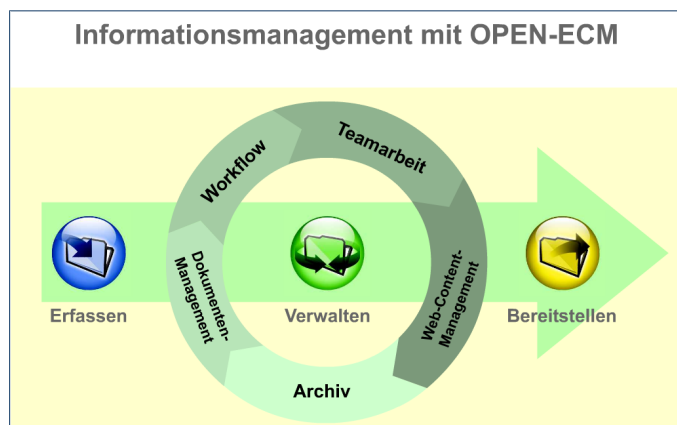 Informationsmanagement mit OPEN-ECM
Teamarbeit
Workflow
Dokumenten-
Management
Web-Content-
Management
Erfassen
Verwalten
Bereitstellen
Archiv